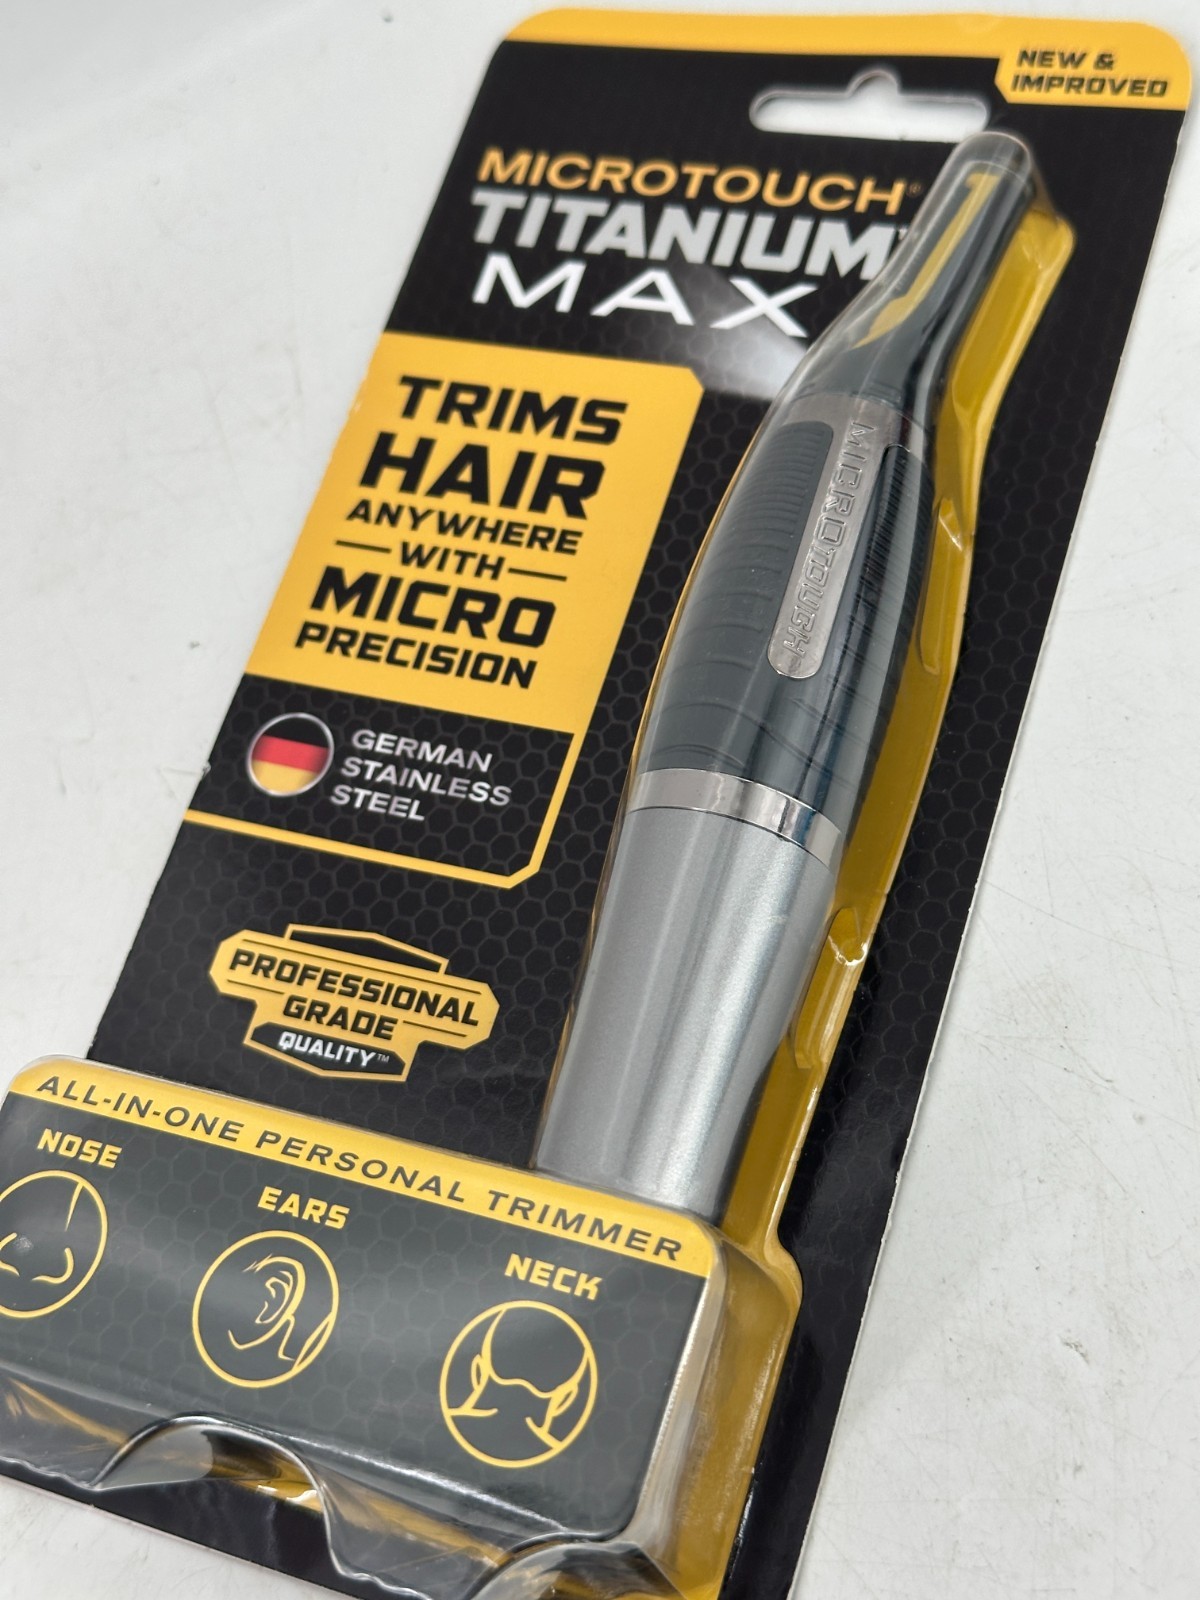 NEW &
IMPROVED
MICROTOUCH®
TITANIUM™
MAX
TRIMS
HAIR
ANYWHERE
WITH
MICRO
PRECISION
GERMAN
STAINLESS
STEEL
MICROTOUCH
PROFESSIONAL
GRADE
QUALITY™
ALL-IN-ONE PERSONAL TRIMMER
NOSE
EARS
NECK